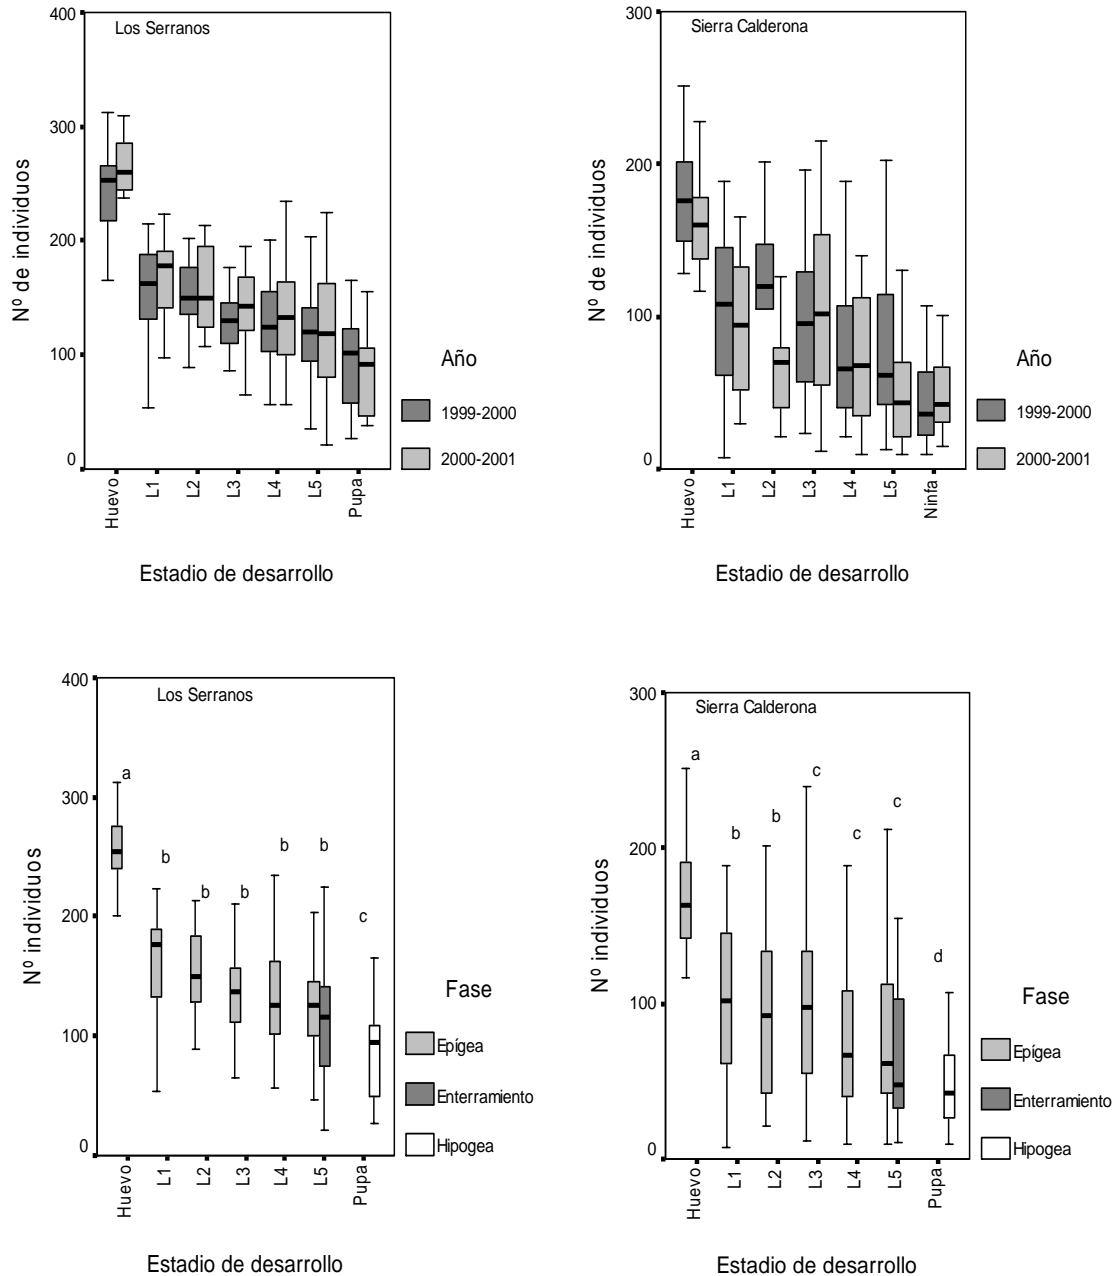 Los Serranos
Nº de individuos
400
300
200
100
0
Huevo
L1
L2
L3
L4
L5
Pupa
Estadio de desarrollo
Año
1999-2000
2000-2001
Sierra Calderona
Nº de individuos
300
200
100
0
Huevo
L1
L2
L3
L4
L5
Ninfa
Estadio de desarrollo
Año
1999-2000
2000-2001
Los Serranos
Nº individuos
400
300
200
100
0
a
b
b
b
b
b
c
Huevo
L1
L2
L3
L4
L5
Pupa
Estadio de desarrollo
Fase
Epígea
Enterramiento
Hipogea
Sierra Calderona
Nº individuos
300
200
100
0
a
b
b
c
c
c
d
Huevo
L1
L2
L3
L4
L5
Pupa
Estadio de desarrollo
Fase
Epígea
Enterramiento
Hipogea